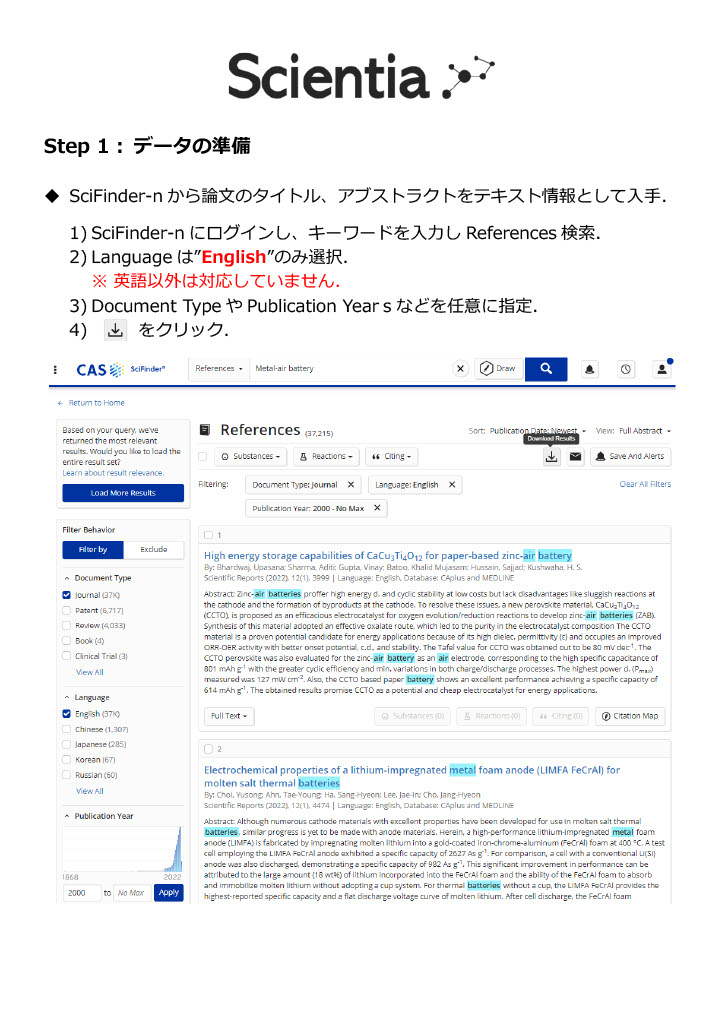 Scientia
Step 1： データの準備
◆ SciFinder-n から論文のタイトル、アブストラクトをテキスト情報として入手．
1) SciFinder-n にログインし、キーワードを入力し References 検索．
2) Language は”English”のみ選択．
※ 英語以外は対応していません．
3) Document Type や Publication Year s などを任意に指定．
4) をクリック．
CAS SciFinder® References Metal-air battery Draw
Return to Home
Based on your query, we've
returned the most relevant
results. Would you like to load the
entire result set?
Learn about result relevance.
Load More Results
References (37,215)
Sort: Publication Date: Newest View: Full Abstract
Download Results
Substances Reactions Citing Save And Alerts
Filtering: Document Type: Journal Language: English Clear All Filters
Publication Year: 2000 - No Max
Filter Behavior
Filter by Exclude
Document Type
Journal (37K)
Patent (6,717)
Review (4,033)
Book (4)
Clinical Trial (3)
View All
Language
English (37K)
Chinese (1,307)
Japanese (285)
Korean (67)
Russian (60)
View All
Publication Year
1868 2022
2000 to No Max Apply
1
High energy storage capabilities of CaCu₃Ti₄O₁₂ for paper-based zinc-air battery
By: Bhardwaj, Upasana; Sharma, Aditi; Gupta, Vinay; Batoo, Khalid Mujasam; Hussain, Sajjad; Kushwaha, H. S.
Scientific Reports (2022), 12(1), 3999 | Language: English, Database: CAplus and MEDLINE
Abstract: Zinc-air batteries proffer high energy d. and cyclic stability at low costs but lack disadvantages like sluggish reactions at
the cathode and the formation of byproducts at the cathode. To resolve these issues, a new perovskite material, CaCu₃Ti₄O₁₂
(CCTO), is proposed as an efficacious electrocatalyst for oxygen evolution/reduction reactions to develop zinc-air batteries (ZAB).
Synthesis of this material adopted an effective oxalate route, which led to the purity in the electrocatalyst composition The CCTO
material is a proven potential candidate for energy applications because of its high dielec. permittivity (ε) and occupies an improved
ORR-OER activity with better onset potential, c.d., and stability. The Tafel value for CCTO was obtained out to be 80 mV dec⁻¹. The
CCTO perovskite was also evaluated for the zinc-air battery as an air electrode, corresponding to the high specific capacitance of
801 mAh g⁻¹ with the greater cyclic efficiency and min. variations in both charge/discharge processes. The highest power d. (Pₘₐₓ)
measured was 127 mW cm⁻². Also, the CCTO based paper battery shows an excellent performance achieving a specific capacity of
614 mAh g⁻¹. The obtained results promise CCTO as a potential and cheap electrocatalyst for energy applications.
Full Text Substances (0) Reactions (0) Citing (0) Citation Map
2
Electrochemical properties of a lithium-impregnated metal foam anode (LIMFA FeCrAl) for
molten salt thermal batteries
By: Choi, Yusong; Ahn, Tae-Young; Ha, Sang-Hyeon; Lee, Jae-In; Cho, Jang-Hyeon
Scientific Reports (2022), 12(1), 4474 | Language: English, Database: CAplus and MEDLINE
Abstract: Although numerous cathode materials with excellent properties have been developed for use in molten salt thermal
batteries, similar progress is yet to be made with anode materials. Herein, a high-performance lithium-impregnated metal foam
anode (LIMFA) is fabricated by impregnating molten lithium into a gold-coated iron-chrome-aluminum (FeCrAl) foam at 400 °C. A test
cell employing the LIMFA FeCrAl anode exhibited a specific capacity of 2627 As g⁻¹. For comparison, a cell with a conventional Li(Si)
anode was also discharged, demonstrating a specific capacity of 982 As g⁻¹. This significant improvement in performance can be
attributed to the large amount (18 wt%) of lithium incorporated into the FeCrAl foam and the ability of the FeCrAl foam to absorb
and immobilize molten lithium without adopting a cup system. For thermal batteries without a cup, the LIMFA FeCrAl provides the
highest-reported specific capacity and a flat discharge voltage curve of molten lithium. After cell discharge, the FeCrAl foam